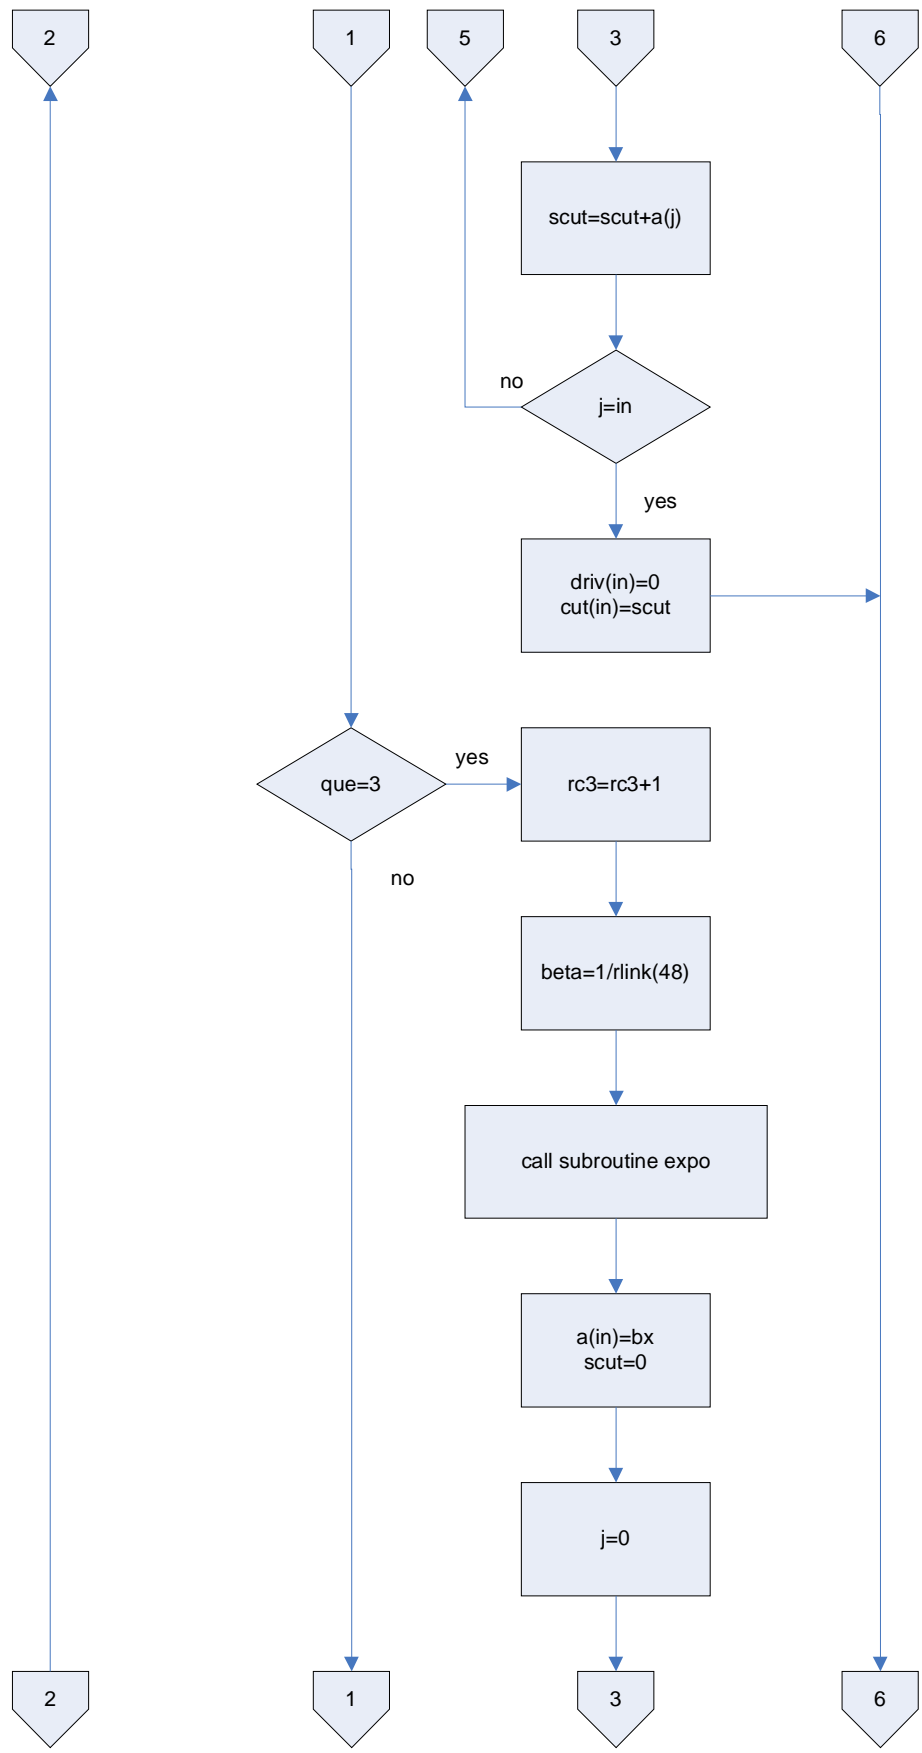 2
1
5
3
6
scut=scut+a(j)
no
j=in
yes
driv(in)=0
cut(in)=scut
que=3
yes
rc3=rc3+1
no
beta=1/rlink(48)
call subroutine expo
a(in)=bx
scut=0
j=0
2
1
3
6